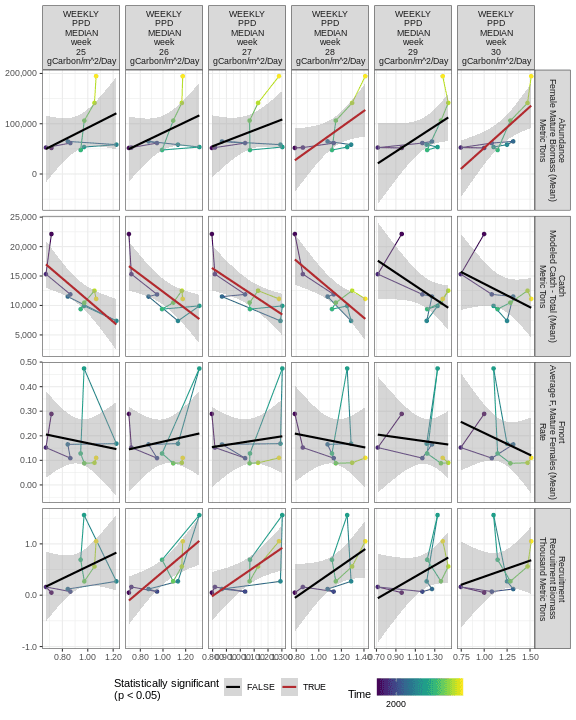 WEEKLY PPD MEDIAN week 25 gCarbon/m^2/Day
WEEKLY PPD MEDIAN week 26 gCarbon/m^2/Day
WEEKLY PPD MEDIAN week 27 gCarbon/m^2/Day
WEEKLY PPD MEDIAN week 28 gCarbon/m^2/Day
WEEKLY PPD MEDIAN week 29 gCarbon/m^2/Day
WEEKLY PPD MEDIAN week 30 gCarbon/m^2/Day
200,000
100,000
0
Abundance
Female Mature Biomass (Mean)
Metric Tons
25,000
20,000
15,000
10,000
5,000
Catch
Modeled Catch - Total (Mean)
Metric Tons
0.50
0.40
0.30
0.20
0.10
0.00
Fmort
Average F, Mature Females (Mean)
Rate
1.0
0.0
-1.0
Recruitment
Recruitment Biomass
Thousand Metric Tons
0.80 1.00 1.20
0.80 1.00 1.20
0.80 1.00 1.20 1.40
0.70 0.90 1.10 1.30
0.75 1.00 1.25 1.50
Statistically significant
(p < 0.05)
FALSE
TRUE
Time
2000